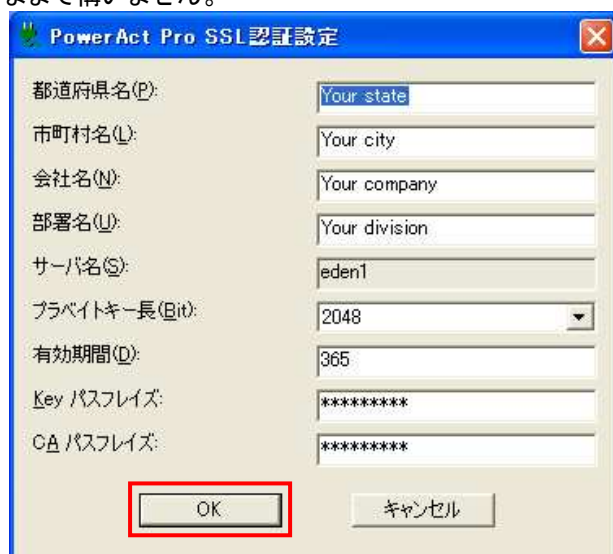 ままで構いません。
PowerAct Pro SSL認証設定
都道府県名(P): Your state
市町村名(L): Your city
会社名(N): Your company
部署名(U): Your division
サーバ名(S): eden1
プラベイトキー長(Bit): 2048
有効期間(D): 365
Key パスフレイズ: *********
CA パスフレイズ: *********
OK キャンセル